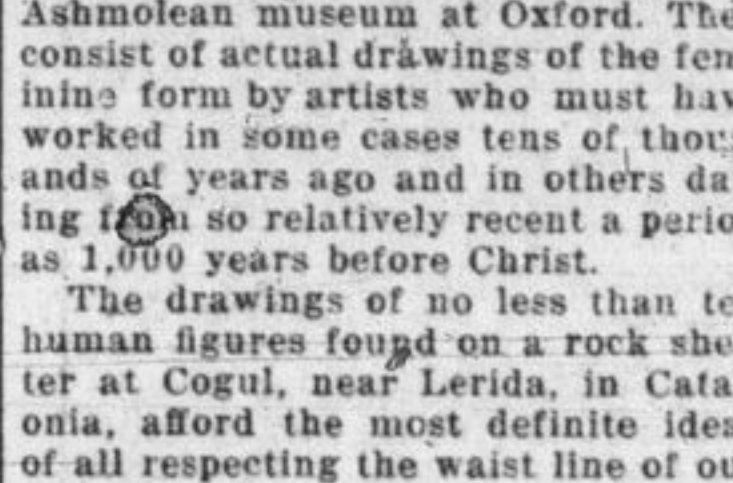 Ashmolean museum at Oxford. The
consist of actual drawings of the fem
inine form by artists who must hav
worked in some cases tens of thous
ands of years ago and in others da
ing from so relatively recent a perio
as 1,000 years before Christ.
The drawings of no less than te
human figures found on a rock shel
ter at Cogul, near Lerida, in Cata
onia, afford the most definite idea
of all respecting the waist line of ou